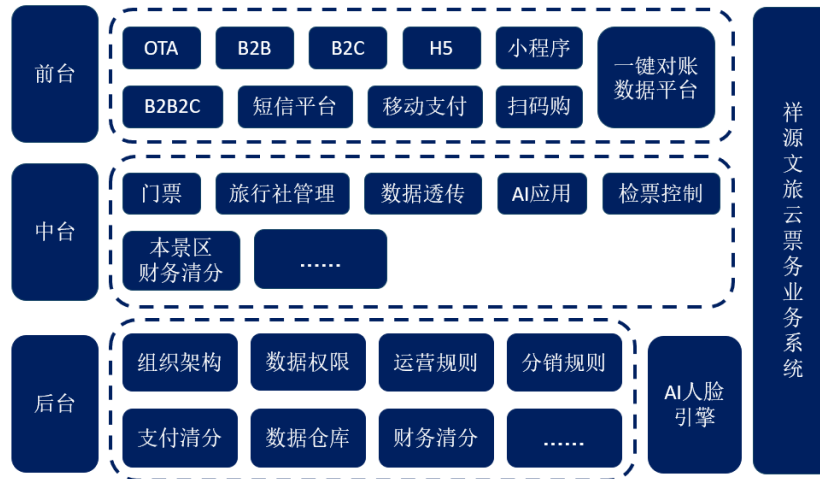 前台
OTA
B2B
B2C
H5
小程序
一键对账
数据平台
B2B2C
短信平台
移动支付
扫码购
中台
门票
旅行社管理
数据透传
AI应用
检票控制
本景区
财务清分
......
后台
组织架构
数据权限
运营规则
分销规则
支付清分
数据仓库
财务清分
......
AI人脸
引擎
祥源文旅云票务业务系统